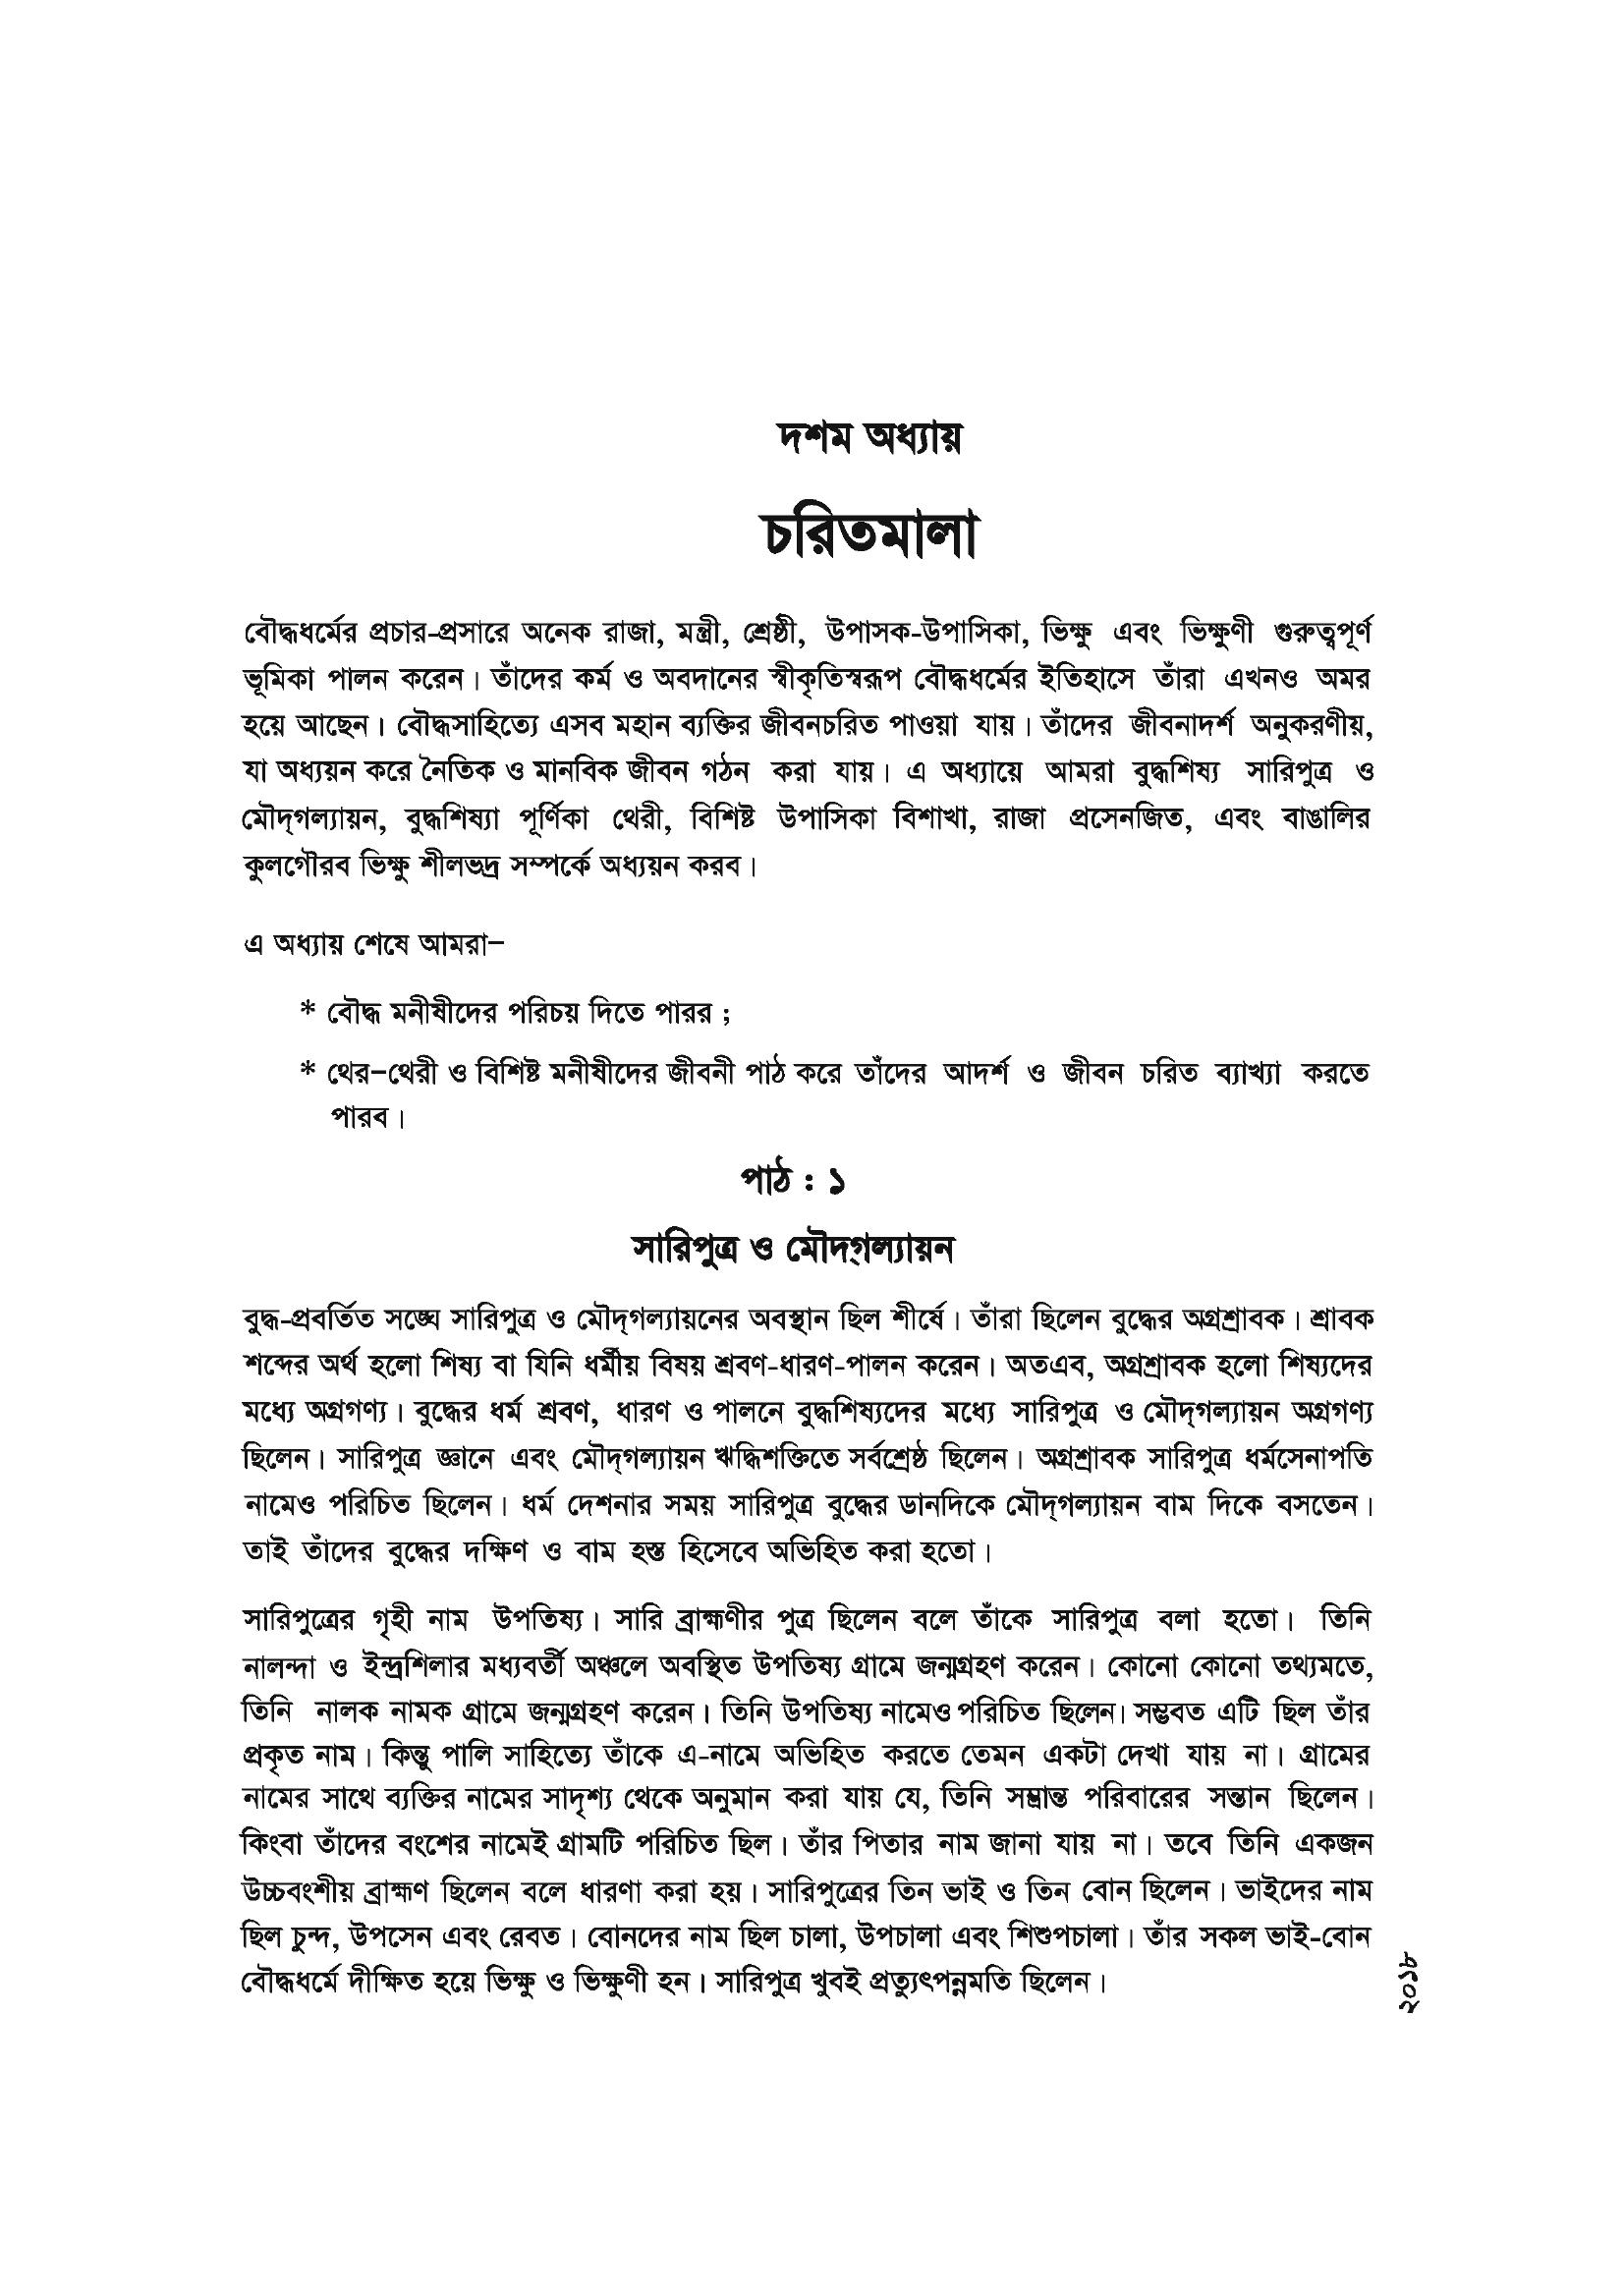 দশম অধ্যায়
চরিতমালা
বৌদ্ধধর্মের প্রচার-প্রসারে অনেক রাজা, মন্ত্রী, শ্রেষ্ঠী, উপাসক-উপাসিকা, ভিক্ষু এবং ভিক্ষুণী গুরুত্বপূর্ণ
ভূমিকা পালন করেন। তাঁদের কর্ম ও অবদানের স্বীকৃতিস্বরূপ বৌদ্ধধর্মের ইতিহাসে তাঁরা এখনও অমর
হয়ে আছেন। বৌদ্ধসাহিত্যে এসব মহান ব্যক্তির জীবনচরিত পাওয়া যায়। তাঁদের জীবনাদর্শ অনুকরণীয়,
যা অধ্যয়ন করে নৈতিক ও মানবিক জীবন গঠন করা যায়। এ অধ্যায়ে আমরা বুদ্ধশিষ্য সারিপুত্র ও
মৌদ্‌গল্যায়ন, বুদ্ধশিষ্যা পূর্ণিকা থেরী, বিশিষ্ট উপাসিকা বিশাখা, রাজা প্রসেনজিত, এবং বাঙালির
কুলগৌরব ভিক্ষু শীলভদ্র সম্পর্কে অধ্যয়ন করব।
এ অধ্যায় শেষে আমরা–
* বৌদ্ধ মনীষীদের পরিচয় দিতে পারর ;
* থের–থেরী ও বিশিষ্ট মনীষীদের জীবনী পাঠ করে তাঁদের আদর্শ ও জীবন চরিত ব্যাখ্যা করতে
পারব।
পাঠ : ১
সারিপুত্র ও মৌদ্‌গল্যায়ন
বুদ্ধ-প্রবর্তিত সঙ্ঘে সারিপুত্র ও মৌদ্‌গল্যায়নের অবস্থান ছিল শীর্ষে। তাঁরা ছিলেন বুদ্ধের অগ্রশ্রাবক। শ্রাবক
শব্দের অর্থ হলো শিষ্য বা যিনি ধর্মীয় বিষয় শ্রবণ-ধারণ-পালন করেন। অতএব, অগ্রশ্রাবক হলো শিষ্যদের
মধ্যে অগ্রগণ্য। বুদ্ধের ধর্ম শ্রবণ, ধারণ ও পালনে বুদ্ধশিষ্যদের মধ্যে সারিপুত্র ও মৌদ্‌গল্যায়ন অগ্রগণ্য
ছিলেন। সারিপুত্র জ্ঞানে এবং মৌদ্‌গল্যায়ন ঋদ্ধিশক্তিতে সর্বশ্রেষ্ঠ ছিলেন। অগ্রশ্রাবক সারিপুত্র ধর্মসেনাপতি
নামেও পরিচিত ছিলেন। ধর্ম দেশনার সময় সারিপুত্র বুদ্ধের ডানদিকে মৌদ্‌গল্যায়ন বাম দিকে বসতেন।
তাই তাঁদের বুদ্ধের দক্ষিণ ও বাম হস্ত হিসেবে অভিহিত করা হতো।
সারিপুত্রের গৃহী নাম উপতিষ্য। সারি ব্রাহ্মণীর পুত্র ছিলেন বলে তাঁকে সারিপুত্র বলা হতো। তিনি
নালন্দা ও ইন্দ্রশিলার মধ্যবর্তী অঞ্চলে অবস্থিত উপতিষ্য গ্রামে জন্মগ্রহণ করেন। কোনো কোনো তথ্যমতে,
তিনি নালক নামক গ্রামে জন্মগ্রহণ করেন। তিনি উপতিষ্য নামেও পরিচিত ছিলেন। সম্ভবত এটি ছিল তাঁর
প্রকৃত নাম। কিন্তু পালি সাহিত্যে তাঁকে এ-নামে অভিহিত করতে তেমন একটা দেখা যায় না। গ্রামের
নামের সাথে ব্যক্তির নামের সাদৃশ্য থেকে অনুমান করা যায় যে, তিনি সম্ভ্রান্ত পরিবারের সন্তান ছিলেন।
কিংবা তাঁদের বংশের নামেই গ্রামটি পরিচিত ছিল। তাঁর পিতার নাম জানা যায় না। তবে তিনি একজন
উচ্চবংশীয় ব্রাহ্মণ ছিলেন বলে ধারণা করা হয়। সারিপুত্রের তিন ভাই ও তিন বোন ছিলেন। ভাইদের নাম
ছিল চুন্দ, উপসেন এবং রেবত। বোনদের নাম ছিল চালা, উপচালা এবং শিশুপচালা। তাঁর সকল ভাই-বোন
বৌদ্ধধর্মে দীক্ষিত হয়ে ভিক্ষু ও ভিক্ষুণী হন। সারিপুত্র খুবই প্রত্যুৎপন্নমতি ছিলেন।
২০১৮